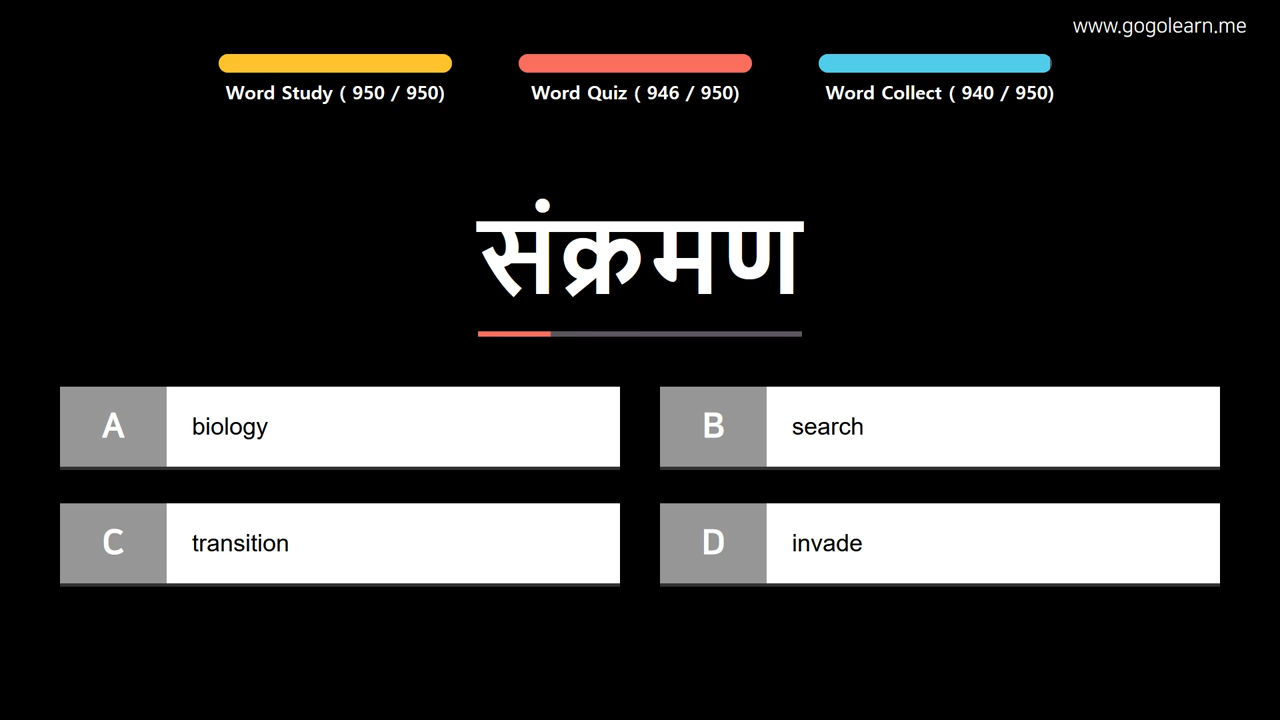 www.gogolearn.me
Word Study ( 950 / 950)
Word Quiz ( 946 / 950)
Word Collect ( 940 / 950)
संक्रमण
A
biology
B
search
C
transition
D
invade